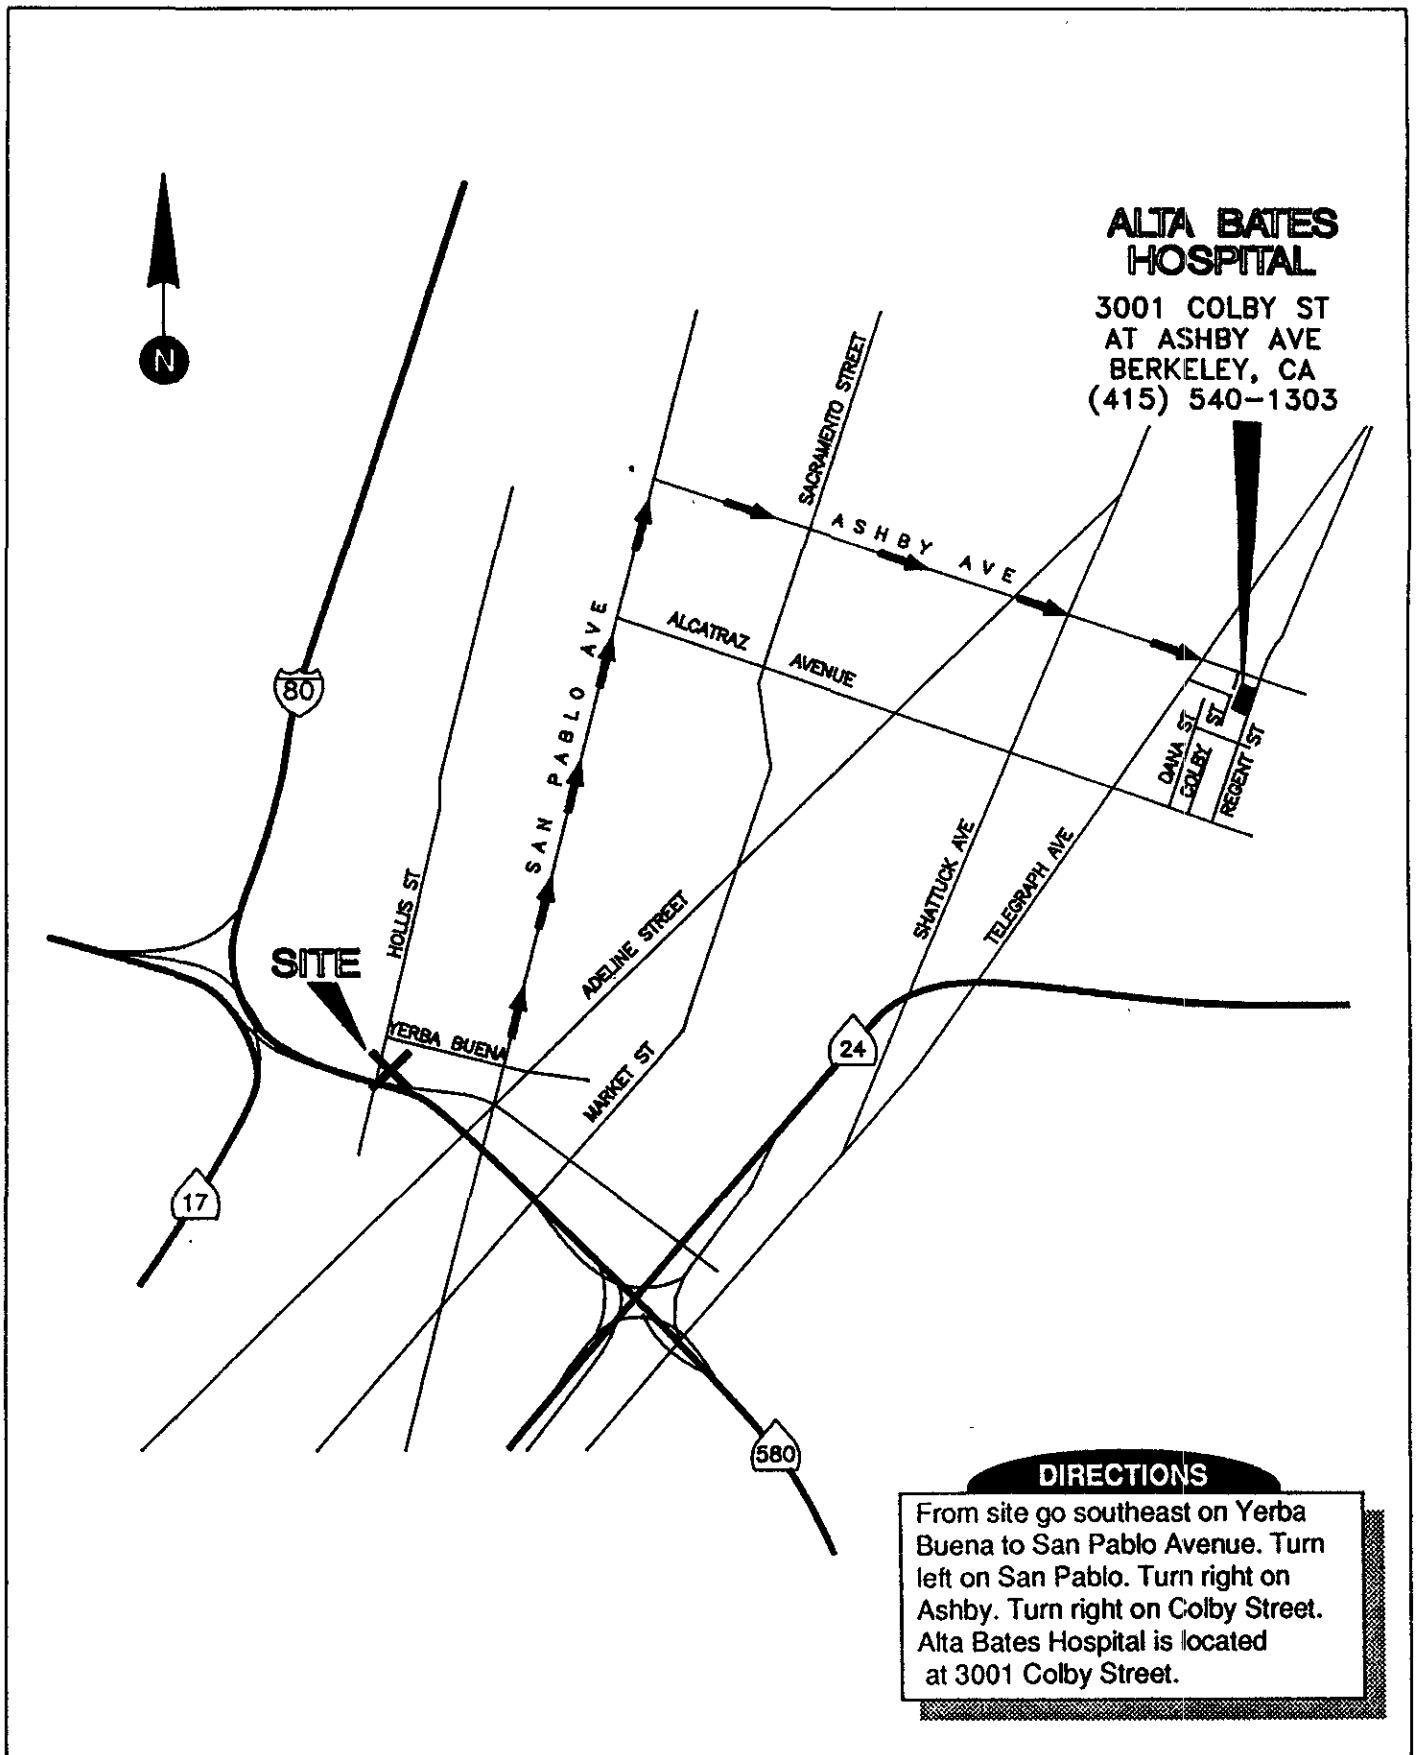 ALTA BATES
HOSPITAL
3001 COLBY ST
AT ASHBY AVE
BERKELEY, CA
(415) 540-1303
N
SACRAMENTO STREET
ASHBY AVE
ALCATRAZ AVENUE
SAN PABLO AVE
80
DANA ST
COLBY ST
REGENT ST
HOLLIS ST
SHATTUCK AVE
TELEGRAPH AVE
ADELINE STREET
SITE
YERBA BUENA
MARKET ST
24
17
580
DIRECTIONS
From site go southeast on Yerba
Buena to San Pablo Avenue. Turn
left on San Pablo. Turn right on
Ashby. Turn right on Colby Street.
Alta Bates Hospital is located
at 3001 Colby Street.